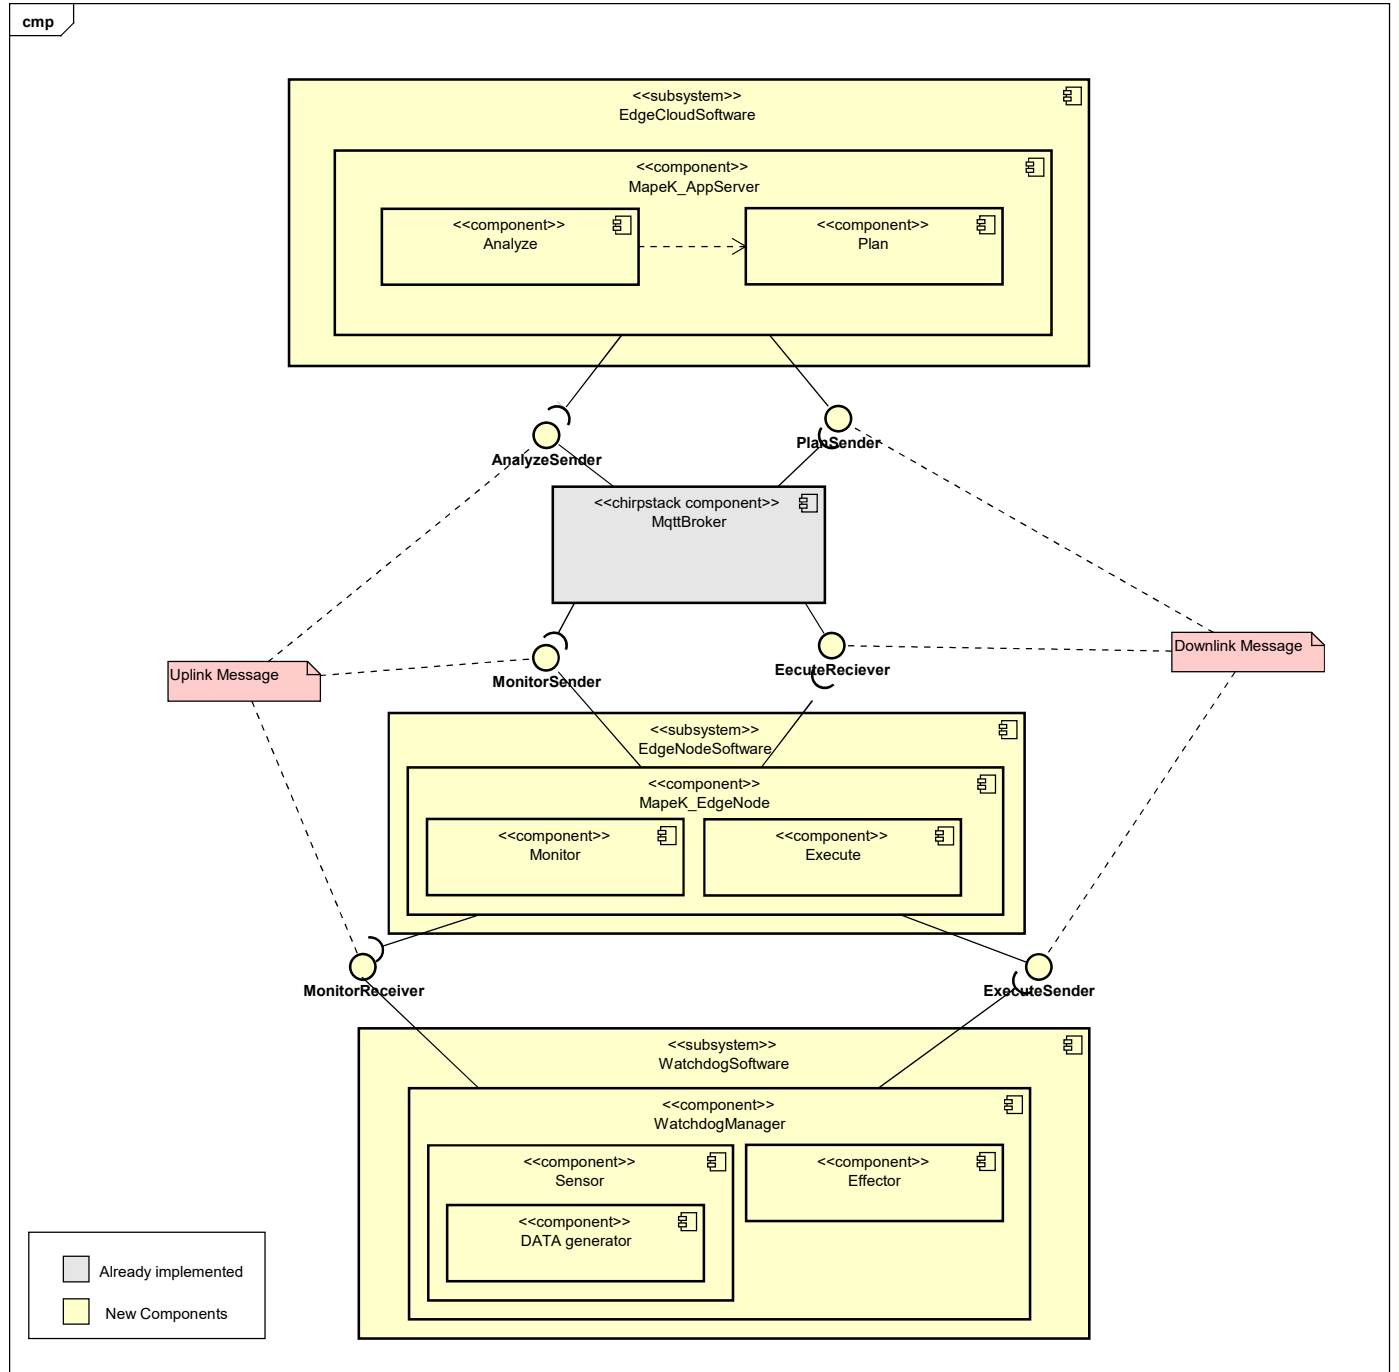 cmp
<<subsystem>>
EdgeCloudSoftware
<<component>>
MapeK_AppServer
<<component>>
Analyze
<<component>>
Plan
AnalyzeSender
PlanSender
<<chirpstack component>>
MqttBroker
Uplink Message
MonitorSender
EecuteReciever
Downlink Message
<<subsystem>>
EdgeNodeSoftware
<<component>>
MapeK_EdgeNode
<<component>>
Monitor
<<component>>
Execute
MonitorReceiver
ExecuteSender
<<subsystem>>
WatchdogSoftware
<<component>>
WatchdogManager
<<component>>
Sensor
<<component>>
Effector
<<component>>
DATA generator
Already implemented
New Components